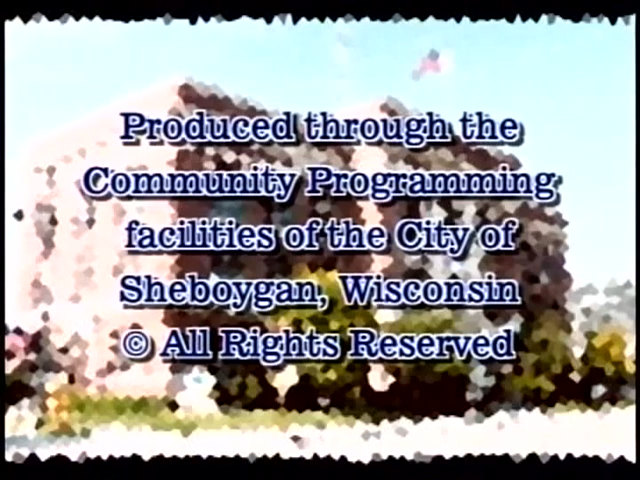 Produced through the
Community Programming
facilities of the City of
Sheboygan, Wisconsin
© All Rights Reserved